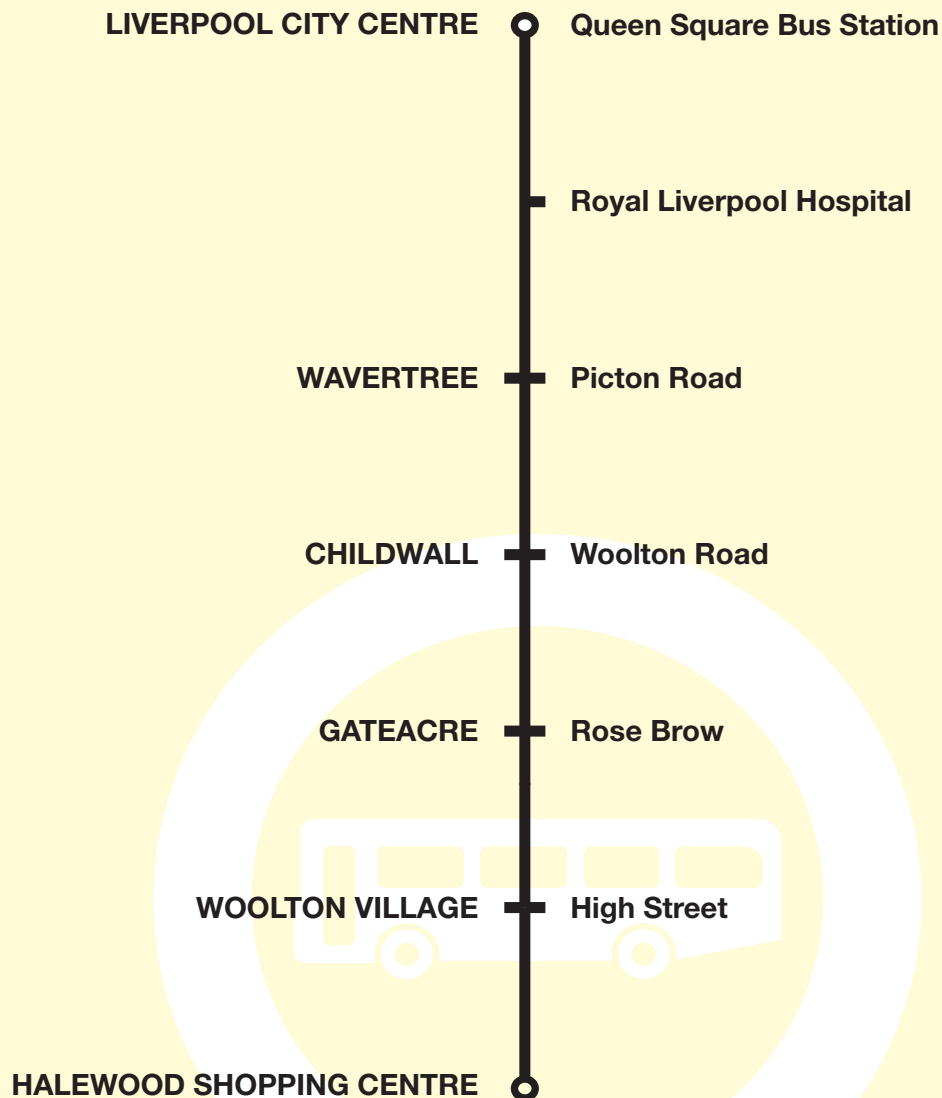 LIVERPOOL CITY CENTRE Queen Square Bus Station
Royal Liverpool Hospital
WAVERTREE Picton Road
CHILDWALL Woolton Road
GATEACRE Rose Brow
WOOLTON VILLAGE High Street
HALEWOOD SHOPPING CENTRE